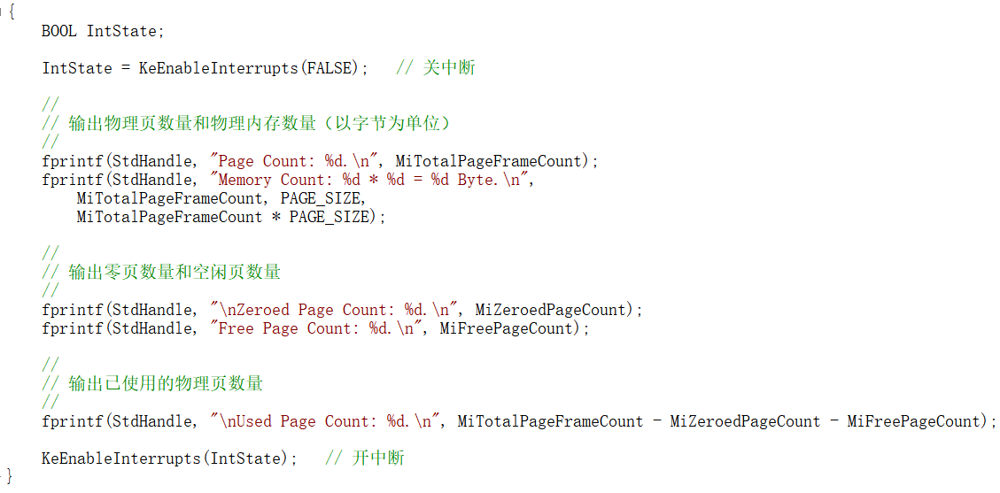 {
BOOL IntState;
IntState = KeEnableInterrupts(FALSE);   // 关中断
//
// 输出物理页数量和物理内存数量（以字节为单位）
//
fprintf(StdHandle, "Page Count: %d.\n", MiTotalPageFrameCount);
fprintf(StdHandle, "Memory Count: %d * %d = %d Byte.\n",
MiTotalPageFrameCount, PAGE_SIZE,
MiTotalPageFrameCount * PAGE_SIZE);
//
// 输出零页数量和空闲页数量
//
fprintf(StdHandle, "\nZeroed Page Count: %d.\n", MiZeroedPageCount);
fprintf(StdHandle, "Free Page Count: %d.\n", MiFreePageCount);
//
// 输出已使用的物理页数量
//
fprintf(StdHandle, "\nUsed Page Count: %d.\n", MiTotalPageFrameCount - MiZeroedPageCount - MiFreePageCount);
KeEnableInterrupts(IntState);   // 开中断
}